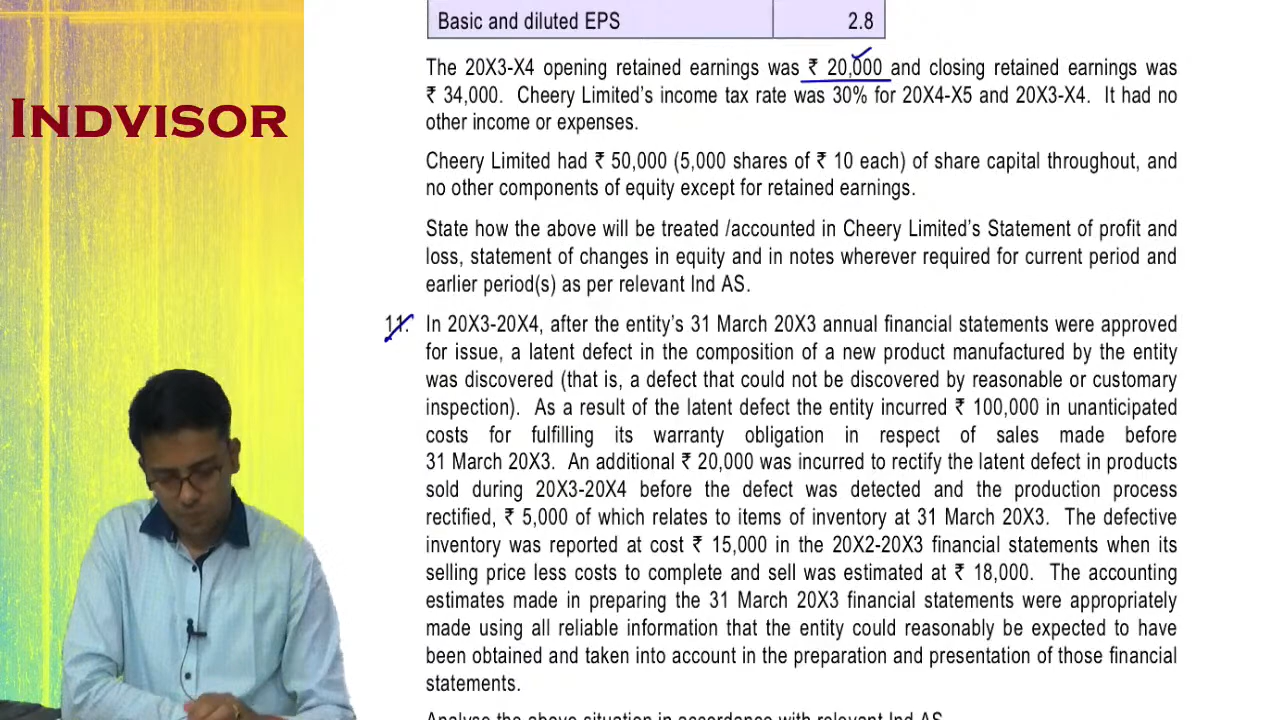 Basic and diluted EPS 2.8
The 20X3-X4 opening retained earnings was ₹ 20,000 and closing retained earnings was
₹ 34,000. Cheery Limited's income tax rate was 30% for 20X4-X5 and 20X3-X4. It had no
other income or expenses.
INDVISOR
Cheery Limited had ₹ 50,000 (5,000 shares of ₹ 10 each) of share capital throughout, and
no other components of equity except for retained earnings.
State how the above will be treated /accounted in Cheery Limited's Statement of profit and
loss, statement of changes in equity and in notes wherever required for current period and
earlier period(s) as per relevant Ind AS.
11. In 20X3-20X4, after the entity's 31 March 20X3 annual financial statements were approved
for issue, a latent defect in the composition of a new product manufactured by the entity
was discovered (that is, a defect that could not be discovered by reasonable or customary
inspection). As a result of the latent defect the entity incurred ₹ 100,000 in unanticipated
costs for fulfilling its warranty obligation in respect of sales made before
31 March 20X3. An additional ₹ 20,000 was incurred to rectify the latent defect in products
sold during 20X3-20X4 before the defect was detected and the production process
rectified, ₹ 5,000 of which relates to items of inventory at 31 March 20X3. The defective
inventory was reported at cost ₹ 15,000 in the 20X2-20X3 financial statements when its
selling price less costs to complete and sell was estimated at ₹ 18,000. The accounting
estimates made in preparing the 31 March 20X3 financial statements were appropriately
made using all reliable information that the entity could reasonably be expected to have
been obtained and taken into account in the preparation and presentation of those financial
statements.
Analyse the above situation in accordance with relevant Ind AS.